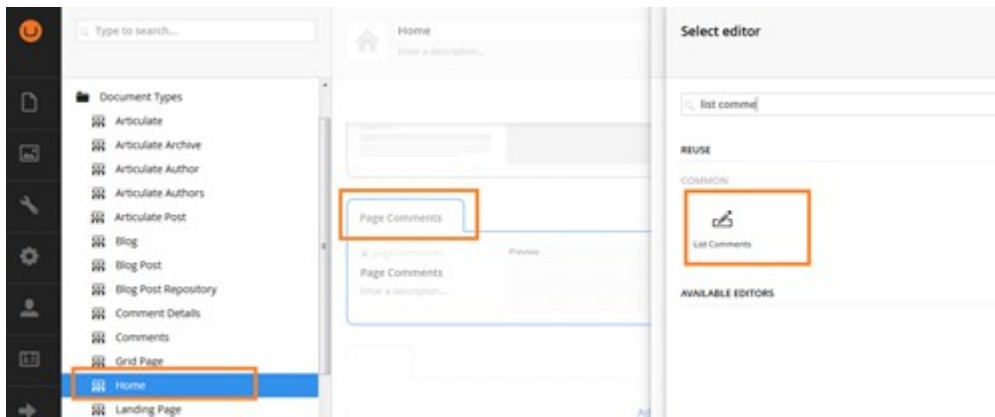 Type to search...
Document Types
Articulate
Articulate Archive
Articulate Author
Articulate Authors
Articulate Post
Blog
Blog Post
Blog Post Repository
Comment Details
Comments
Grid Page
Home
Landing Page
Home
Enter a description...
Page Comments
Page Comments
Enter a description...
Preview
Ad
Select editor
list comme
REUSE
COMMON
List Comments
AVAILABLE EDITORS